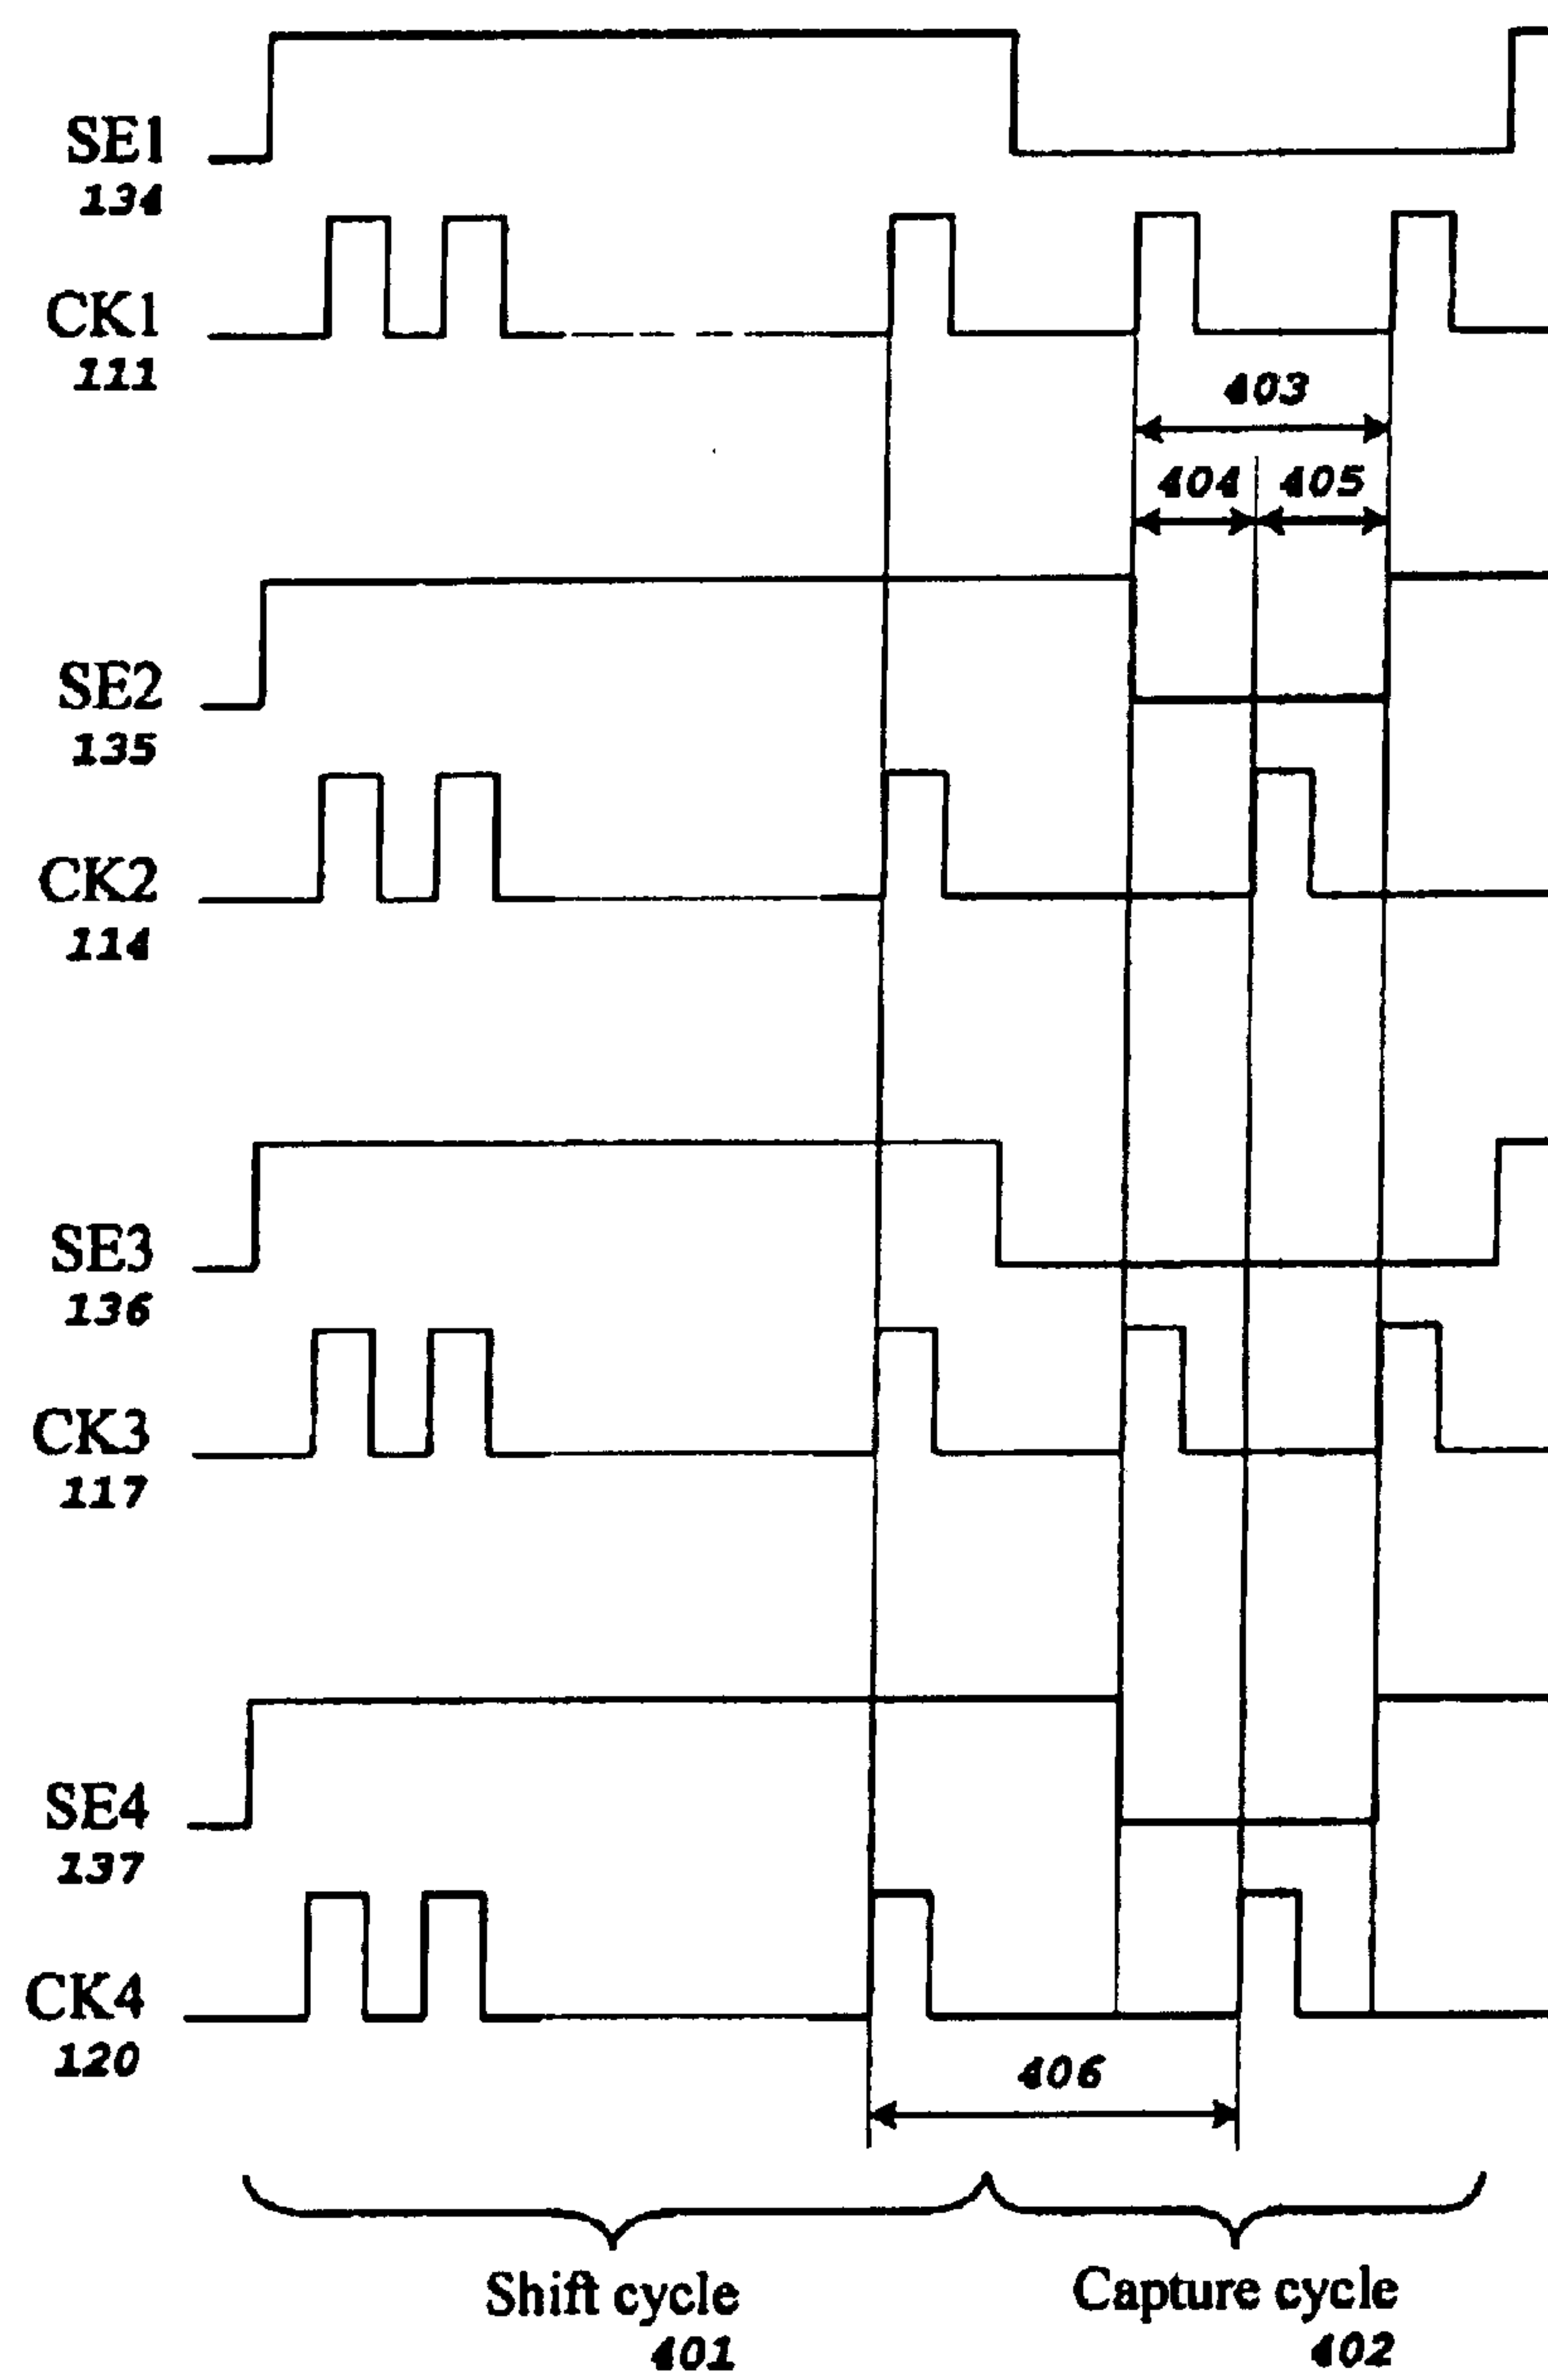 SE1
134
CK1
111
403
404 405
SE2
135
CK2
114
SE3
136
CK3
117
SE4
137
CK4
120
406
Shift cycle
401
Capture cycle
402